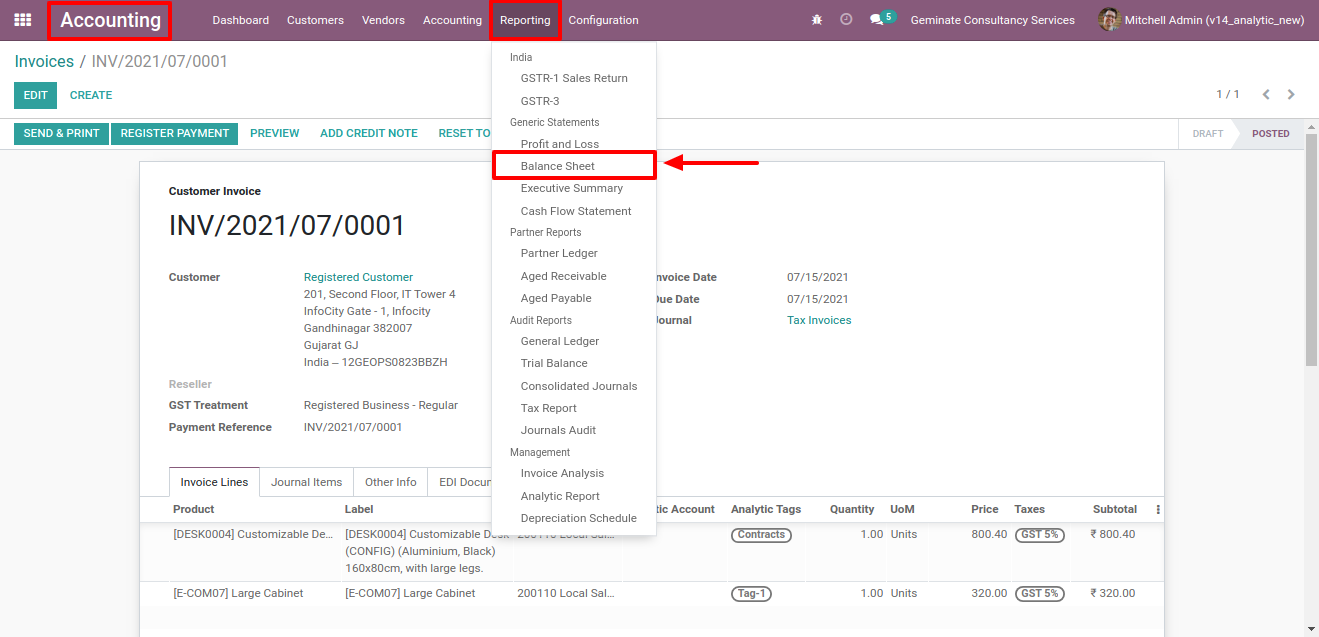 Accounting Dashboard Customers Vendors Accounting Reporting Configuration 5 Geminate Consultancy Services Mitchell Admin (v14_analytic_new)
Invoices / INV/2021/07/0001
EDIT CREATE 1 / 1
SEND & PRINT REGISTER PAYMENT PREVIEW ADD CREDIT NOTE RESET TO DRAFT POSTED
India
GSTR-1 Sales Return
GSTR-3
Generic Statements
Profit and Loss
Balance Sheet
Executive Summary
Cash Flow Statement
Partner Reports
Partner Ledger
Aged Receivable
Aged Payable
Audit Reports
General Ledger
Trial Balance
Consolidated Journals
Tax Report
Journals Audit
Management
Invoice Analysis
Analytic Report
Depreciation Schedule
Customer Invoice
INV/2021/07/0001
Customer Registered Customer
201, Second Floor, IT Tower 4
InfoCity Gate - 1, Infocity
Gandhinagar 382007
Gujarat GJ
India – 12GEOPS0823BBZH
Reseller
GST Treatment Registered Business - Regular
Payment Reference INV/2021/07/0001
nvoice Date 07/15/2021
Due Date 07/15/2021
Journal Tax Invoices
Invoice Lines Journal Items Other Info EDI Docu
Product Label tic Account Analytic Tags Quantity UoM Price Taxes Subtotal
[DESK0004] Customizable De... [DESK0004] Customizable Desk 200110 Local Sal... Contracts 1.00 Units 800.40 GST 5% ₹ 800.40
(CONFIG) (Aluminium, Black)
160x80cm, with large legs.
[E-COM07] Large Cabinet [E-COM07] Large Cabinet 200110 Local Sal... Tag-1 1.00 Units 320.00 GST 5% ₹ 320.00